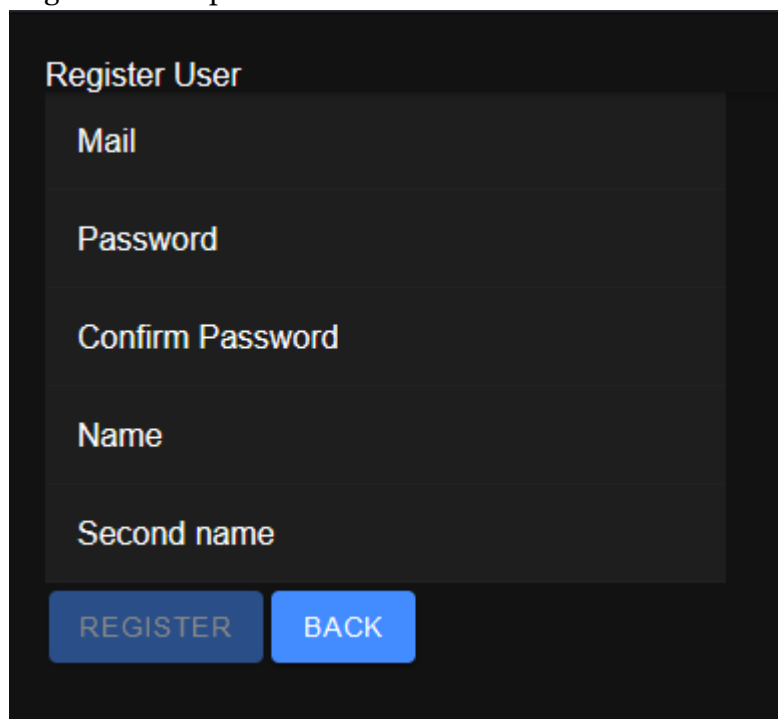 Register User
Mail
Password
Confirm Password
Name
Second name
REGISTER BACK